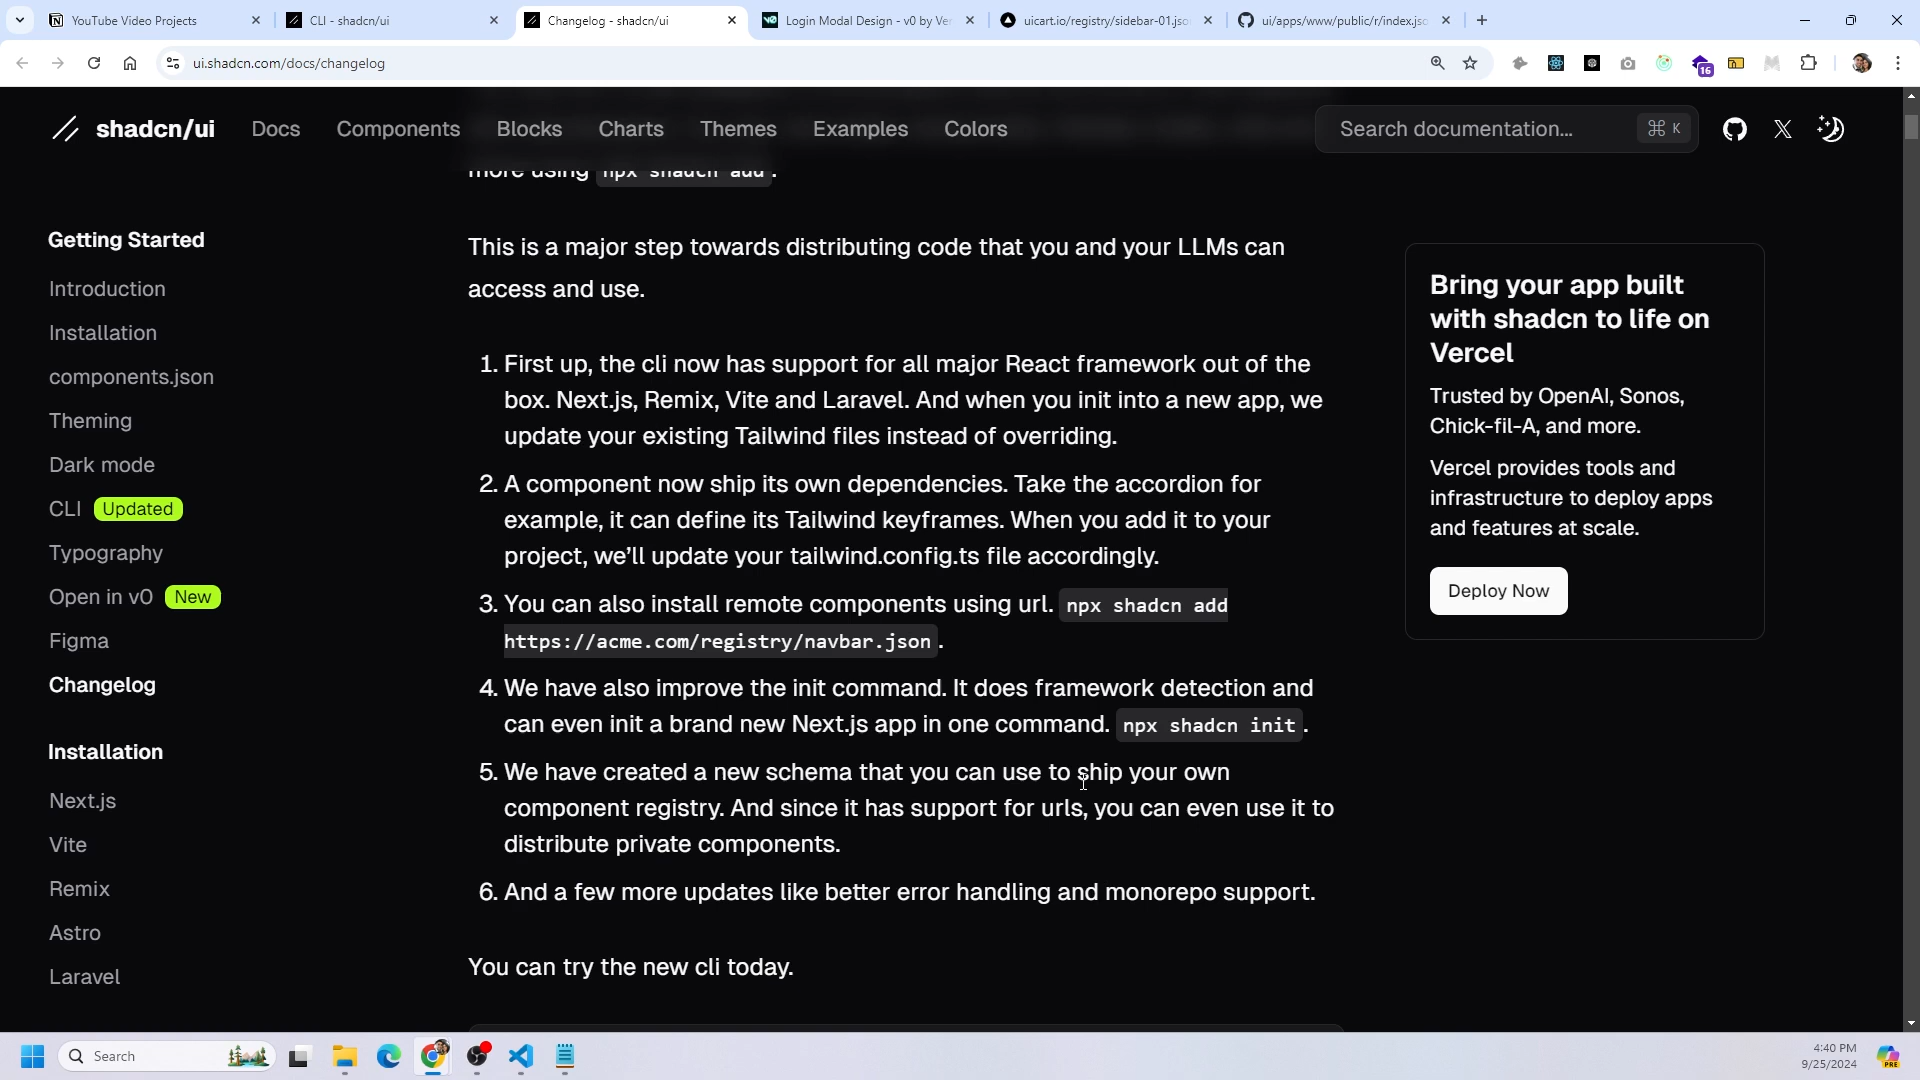 YouTube Video Projects
CLI - shadcn/ui
Changelog - shadcn/ui
Login Modal Design - v0 by Ver
uicart.io/registry/sidebar-01.jso
ui/apps/www/public/r/index.jso
ui.shadcn.com/docs/changelog
16
shadcn/ui
Docs
Components
Blocks
Charts
Themes
Examples
Colors
Search documentation...
⌘ K
more using npx shadcn add.
This is a major step towards distributing code that you and your LLMs can
access and use.
1. First up, the cli now has support for all major React framework out of the
box. Next.js, Remix, Vite and Laravel. And when you init into a new app, we
update your existing Tailwind files instead of overriding.
2. A component now ship its own dependencies. Take the accordion for
example, it can define its Tailwind keyframes. When you add it to your
project, we’ll update your tailwind.config.ts file accordingly.
3. You can also install remote components using url. npx shadcn add
https://acme.com/registry/navbar.json.
4. We have also improve the init command. It does framework detection and
can even init a brand new Next.js app in one command. npx shadcn init.
5. We have created a new schema that you can use to ship your own
component registry. And since it has support for urls, you can even use it to
distribute private components.
6. And a few more updates like better error handling and monorepo support.
You can try the new cli today.
Getting Started
Introduction
Installation
components.json
Theming
Dark mode
CLI Updated
Typography
Open in v0 New
Figma
Changelog
Installation
Next.js
Vite
Remix
Astro
Laravel
Bring your app built
with shadcn to life on
Vercel
Trusted by OpenAI, Sonos,
Chick-fil-A, and more.
Vercel provides tools and
infrastructure to deploy apps
and features at scale.
Deploy Now
Search
4:40 PM
9/25/2024
PRE